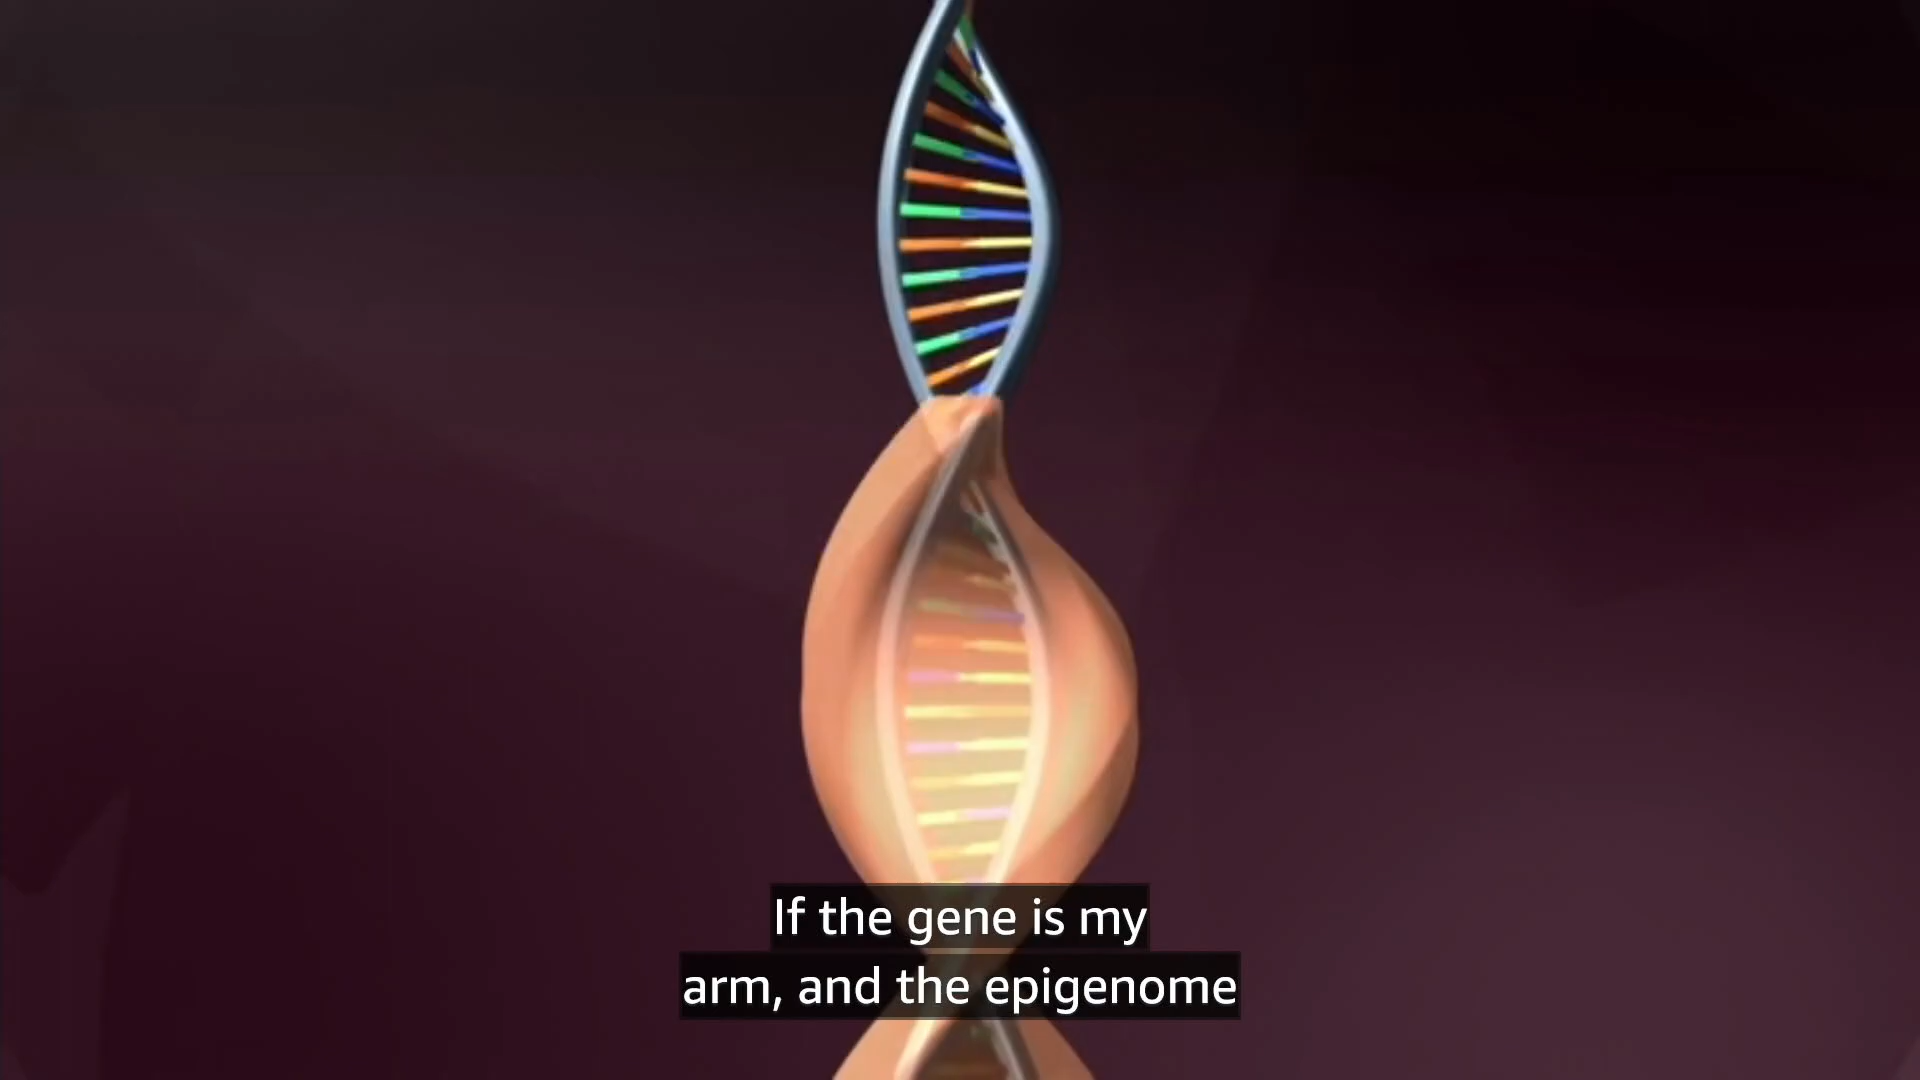 If the gene is my
arm, and the epigenome